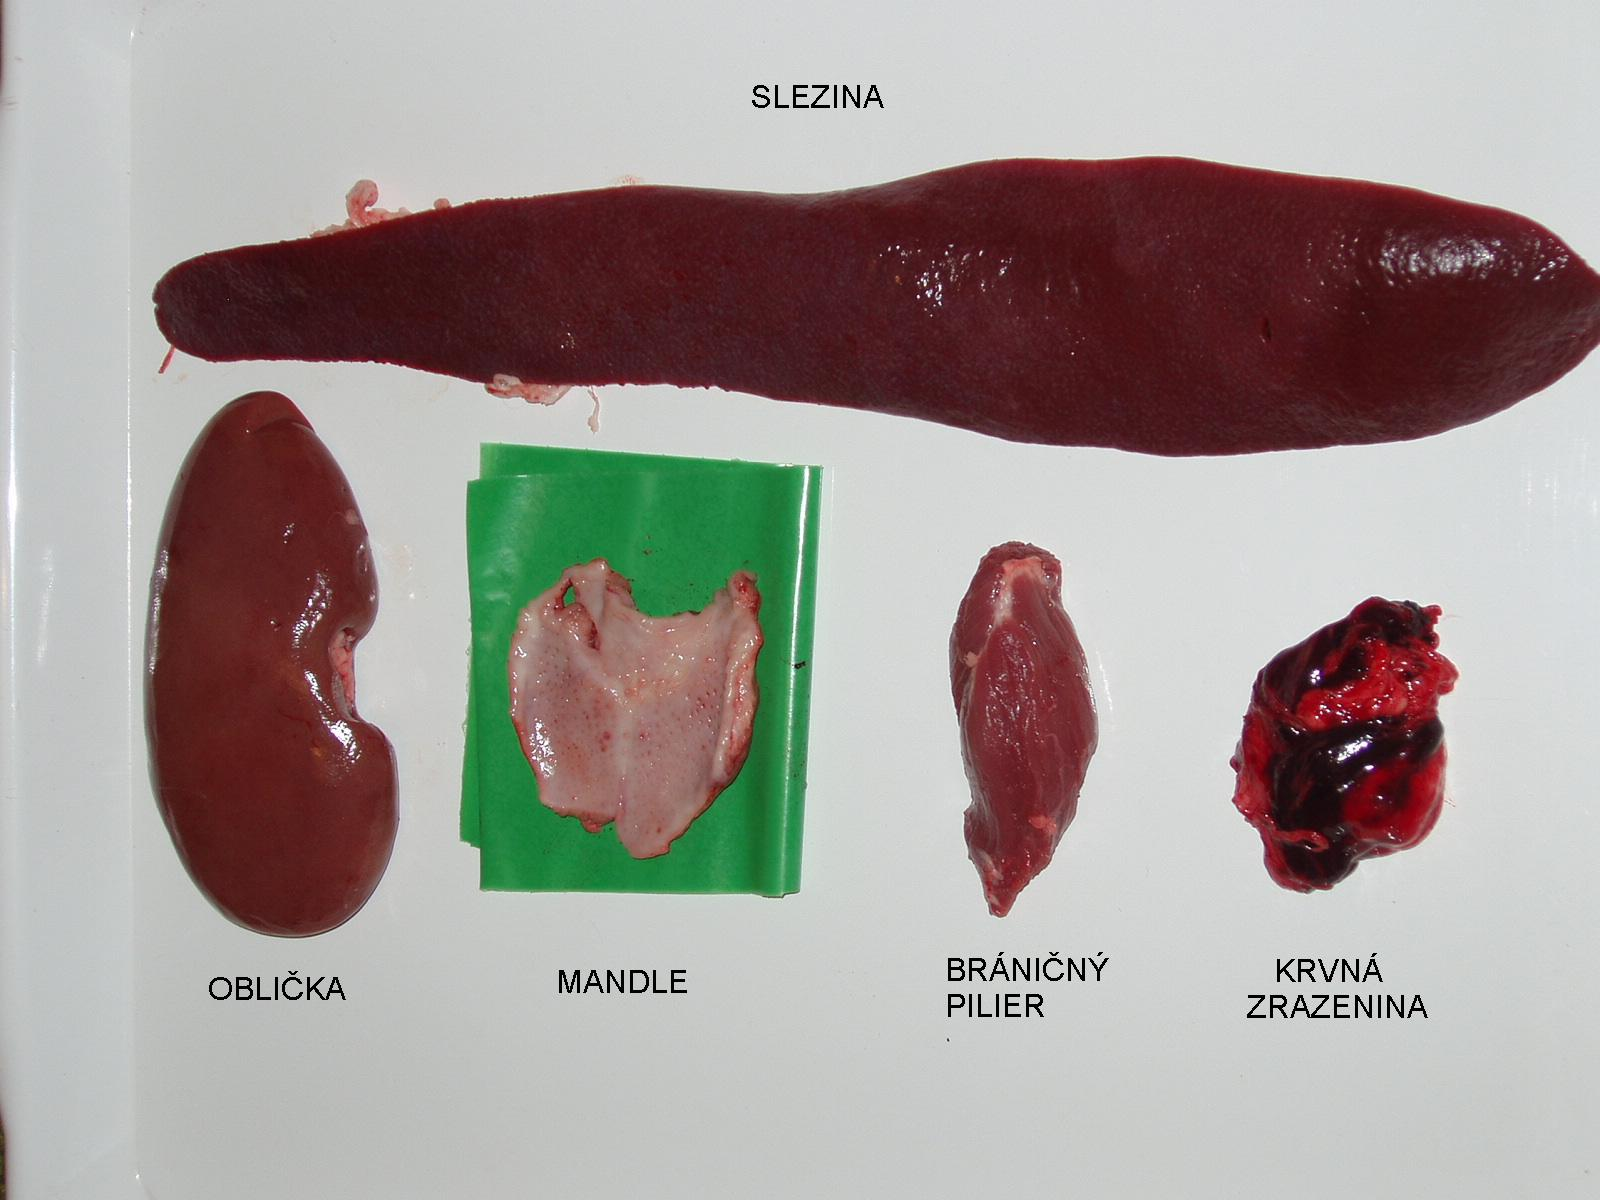 SLEZINA
OBLIČKA
MANDLE
BRÁNIČNÝ
PILIER
KRVNÁ
ZRAZENINA